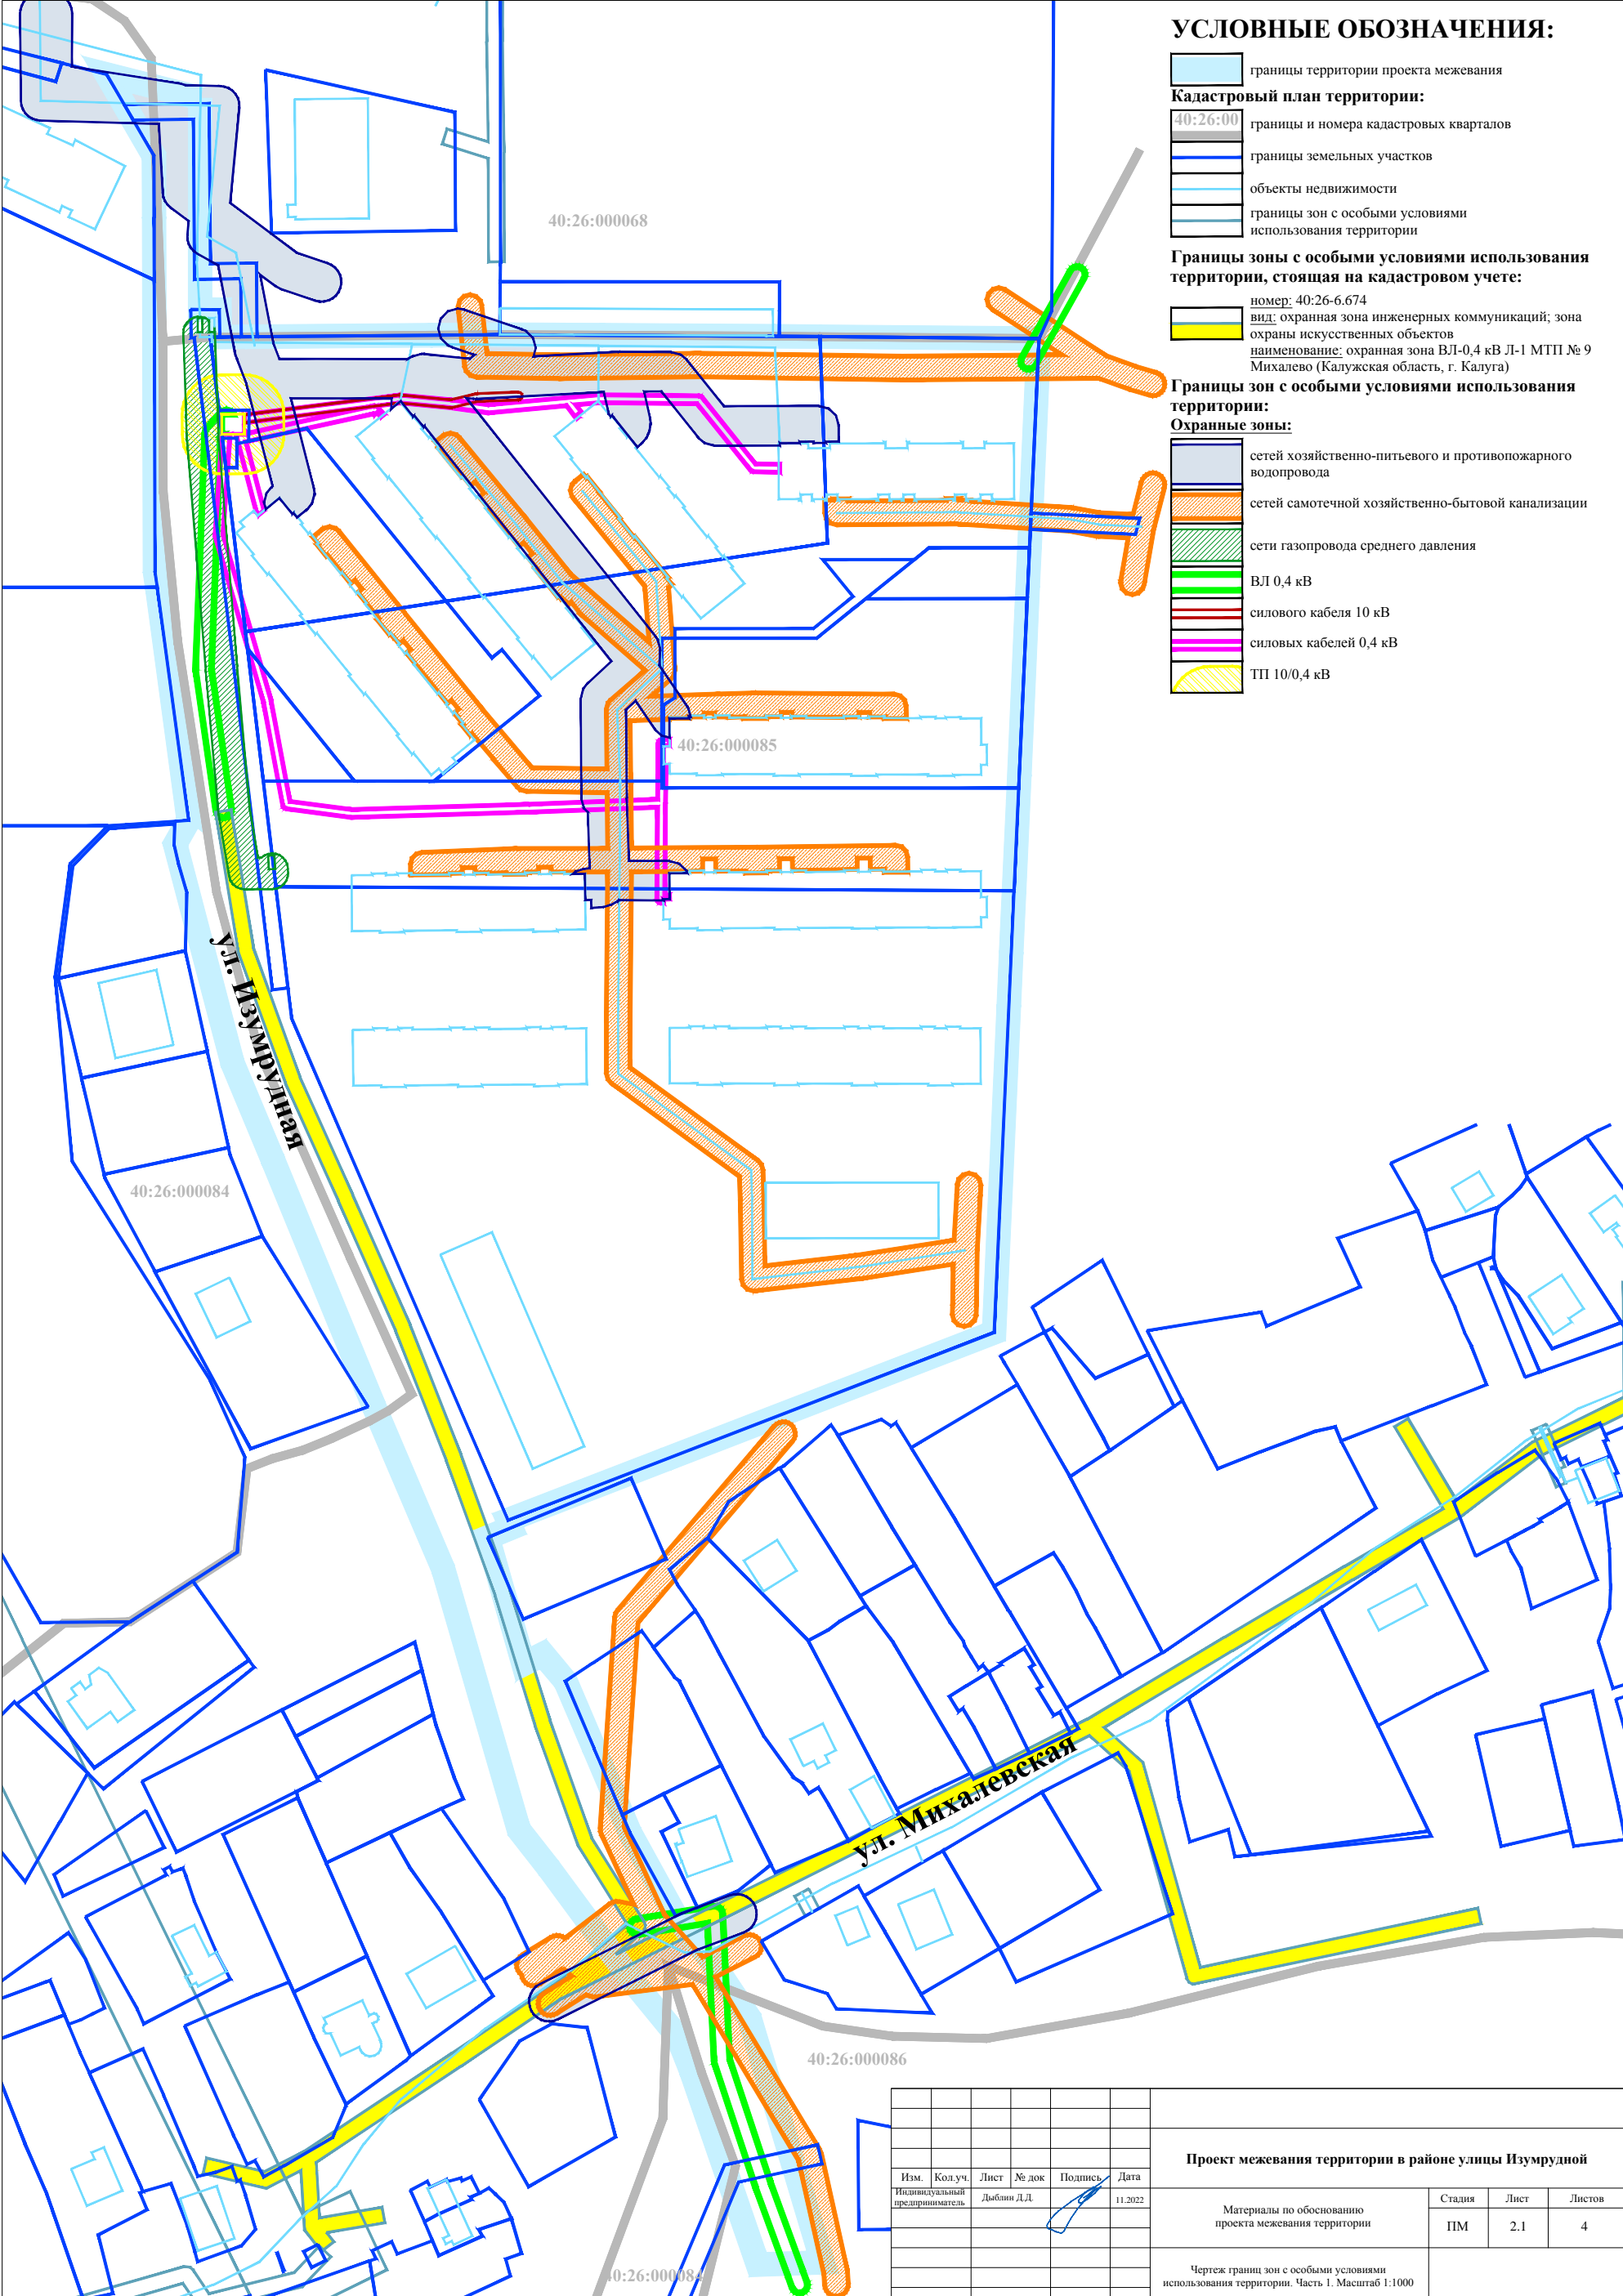 УСЛОВНЫЕ ОБОЗНАЧЕНИЯ:
границы территории проекта межевания
Кадастровый план территории:
40:26:00
границы и номера кадастровых кварталов
границы земельных участков
объекты недвижимости
границы зон с особыми условиями
использования территории
Границы зоны с особыми условиями использования
территории, стоящая на кадастровом учете:
номер: 40:26-6.674
вид: охранная зона инженерных коммуникаций; зона
охраны искусственных объектов
наименование: охранная зона ВЛ-0,4 кВ Л-1 МТП № 9
Михалево (Калужская область, г. Калуга)
Границы зон с особыми условиями использования
территории:
Охранные зоны:
сетей хозяйственно-питьевого и противопожарного
водопровода
сетей самотечной хозяйственно-бытовой канализации
сети газопровода среднего давления
ВЛ 0,4 кВ
силового кабеля 10 кВ
силовых кабелей 0,4 кВ
ТП 10/0,4 кВ
40:26:000068
40:26:000085
ул. Изумрудная
40:26:000084
ул. Михалевская
40:26:000086
40:26:000084
Изм. Кол.уч. Лист № док Подпись Дата
Индивидуальный
предприниматель
Дыблин Д.Д.
11.2022
Проект межевания территории в районе улицы Изумрудной
Материалы по обоснованию
проекта межевания территории
Стадия Лист Листов
ПМ 2.1 4
Чертеж границ зон с особыми условиями
использования территории. Часть 1. Масштаб 1:1000